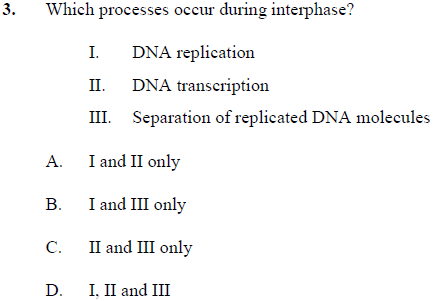 3. Which processes occur during interphase?
I. DNA replication
II. DNA transcription
III. Separation of replicated DNA molecules
A. I and II only
B. I and III only
C. II and III only
D. I, II and III